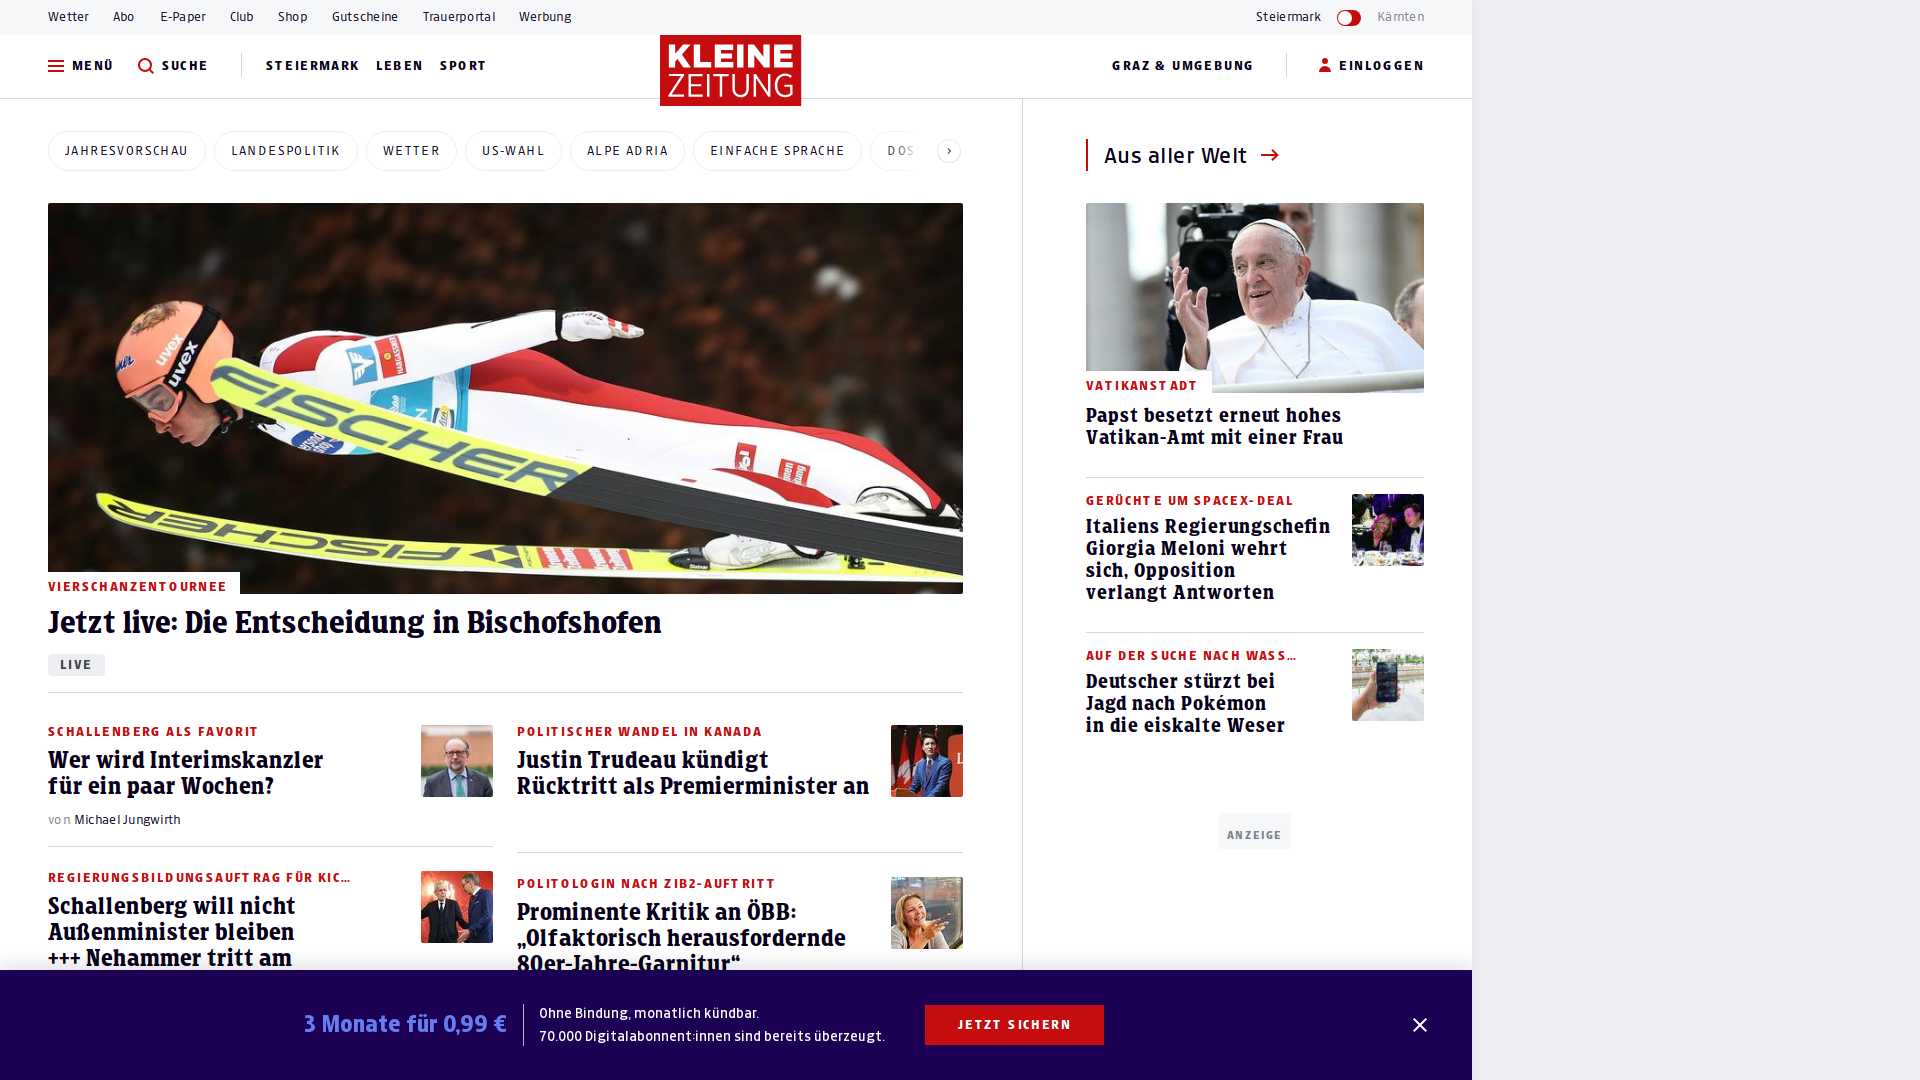 Wetter Abo E-Paper Club Shop Gutscheine Trauerportal Werbung Steiermark Kärnten
MENÜ SUCHE STEIERMARK LEBEN SPORT
KLEINE
ZEITUNG
GRAZ & UMGEBUNG EINLOGGEN
JAHRESVORSCHAU LANDESPOLITIK WETTER US-WAHL ALPE ADRIA EINFACHE SPRACHE DOS
uvex
uvex
FISCHER
FISCHER
VIERSCHANZENTOURNEE
Jetzt live: Die Entscheidung in Bischofshofen
LIVE
SCHALLENBERG ALS FAVORIT
Wer wird Interimskanzler
für ein paar Wochen?
von Michael Jungwirth
REGIERUNGSBILDUNGSAUFTRAG FÜR KIC...
Schallenberg will nicht
Außenminister bleiben
+++ Nehammer tritt am
POLITISCHER WANDEL IN KANADA
Justin Trudeau kündigt
Rücktritt als Premierminister an
POLITOLOGIN NACH ZIB2-AUFTRITT
Prominente Kritik an ÖBB:
„Olfaktorisch herausfordernde
80er-Jahre-Garnitur“
Aus aller Welt
VATIKANSTADT
Papst besetzt erneut hohes
Vatikan-Amt mit einer Frau
GERÜCHTE UM SPACEX-DEAL
Italiens Regierungschefin
Giorgia Meloni wehrt
sich, Opposition
verlangt Antworten
AUF DER SUCHE NACH WASS...
Deutscher stürzt bei
Jagd nach Pokémon
in die eiskalte Weser
ANZEIGE
3 Monate für 0,99 €
Ohne Bindung, monatlich kündbar.
70.000 Digitalabonnent:innen sind bereits überzeugt.
JETZT SICHERN